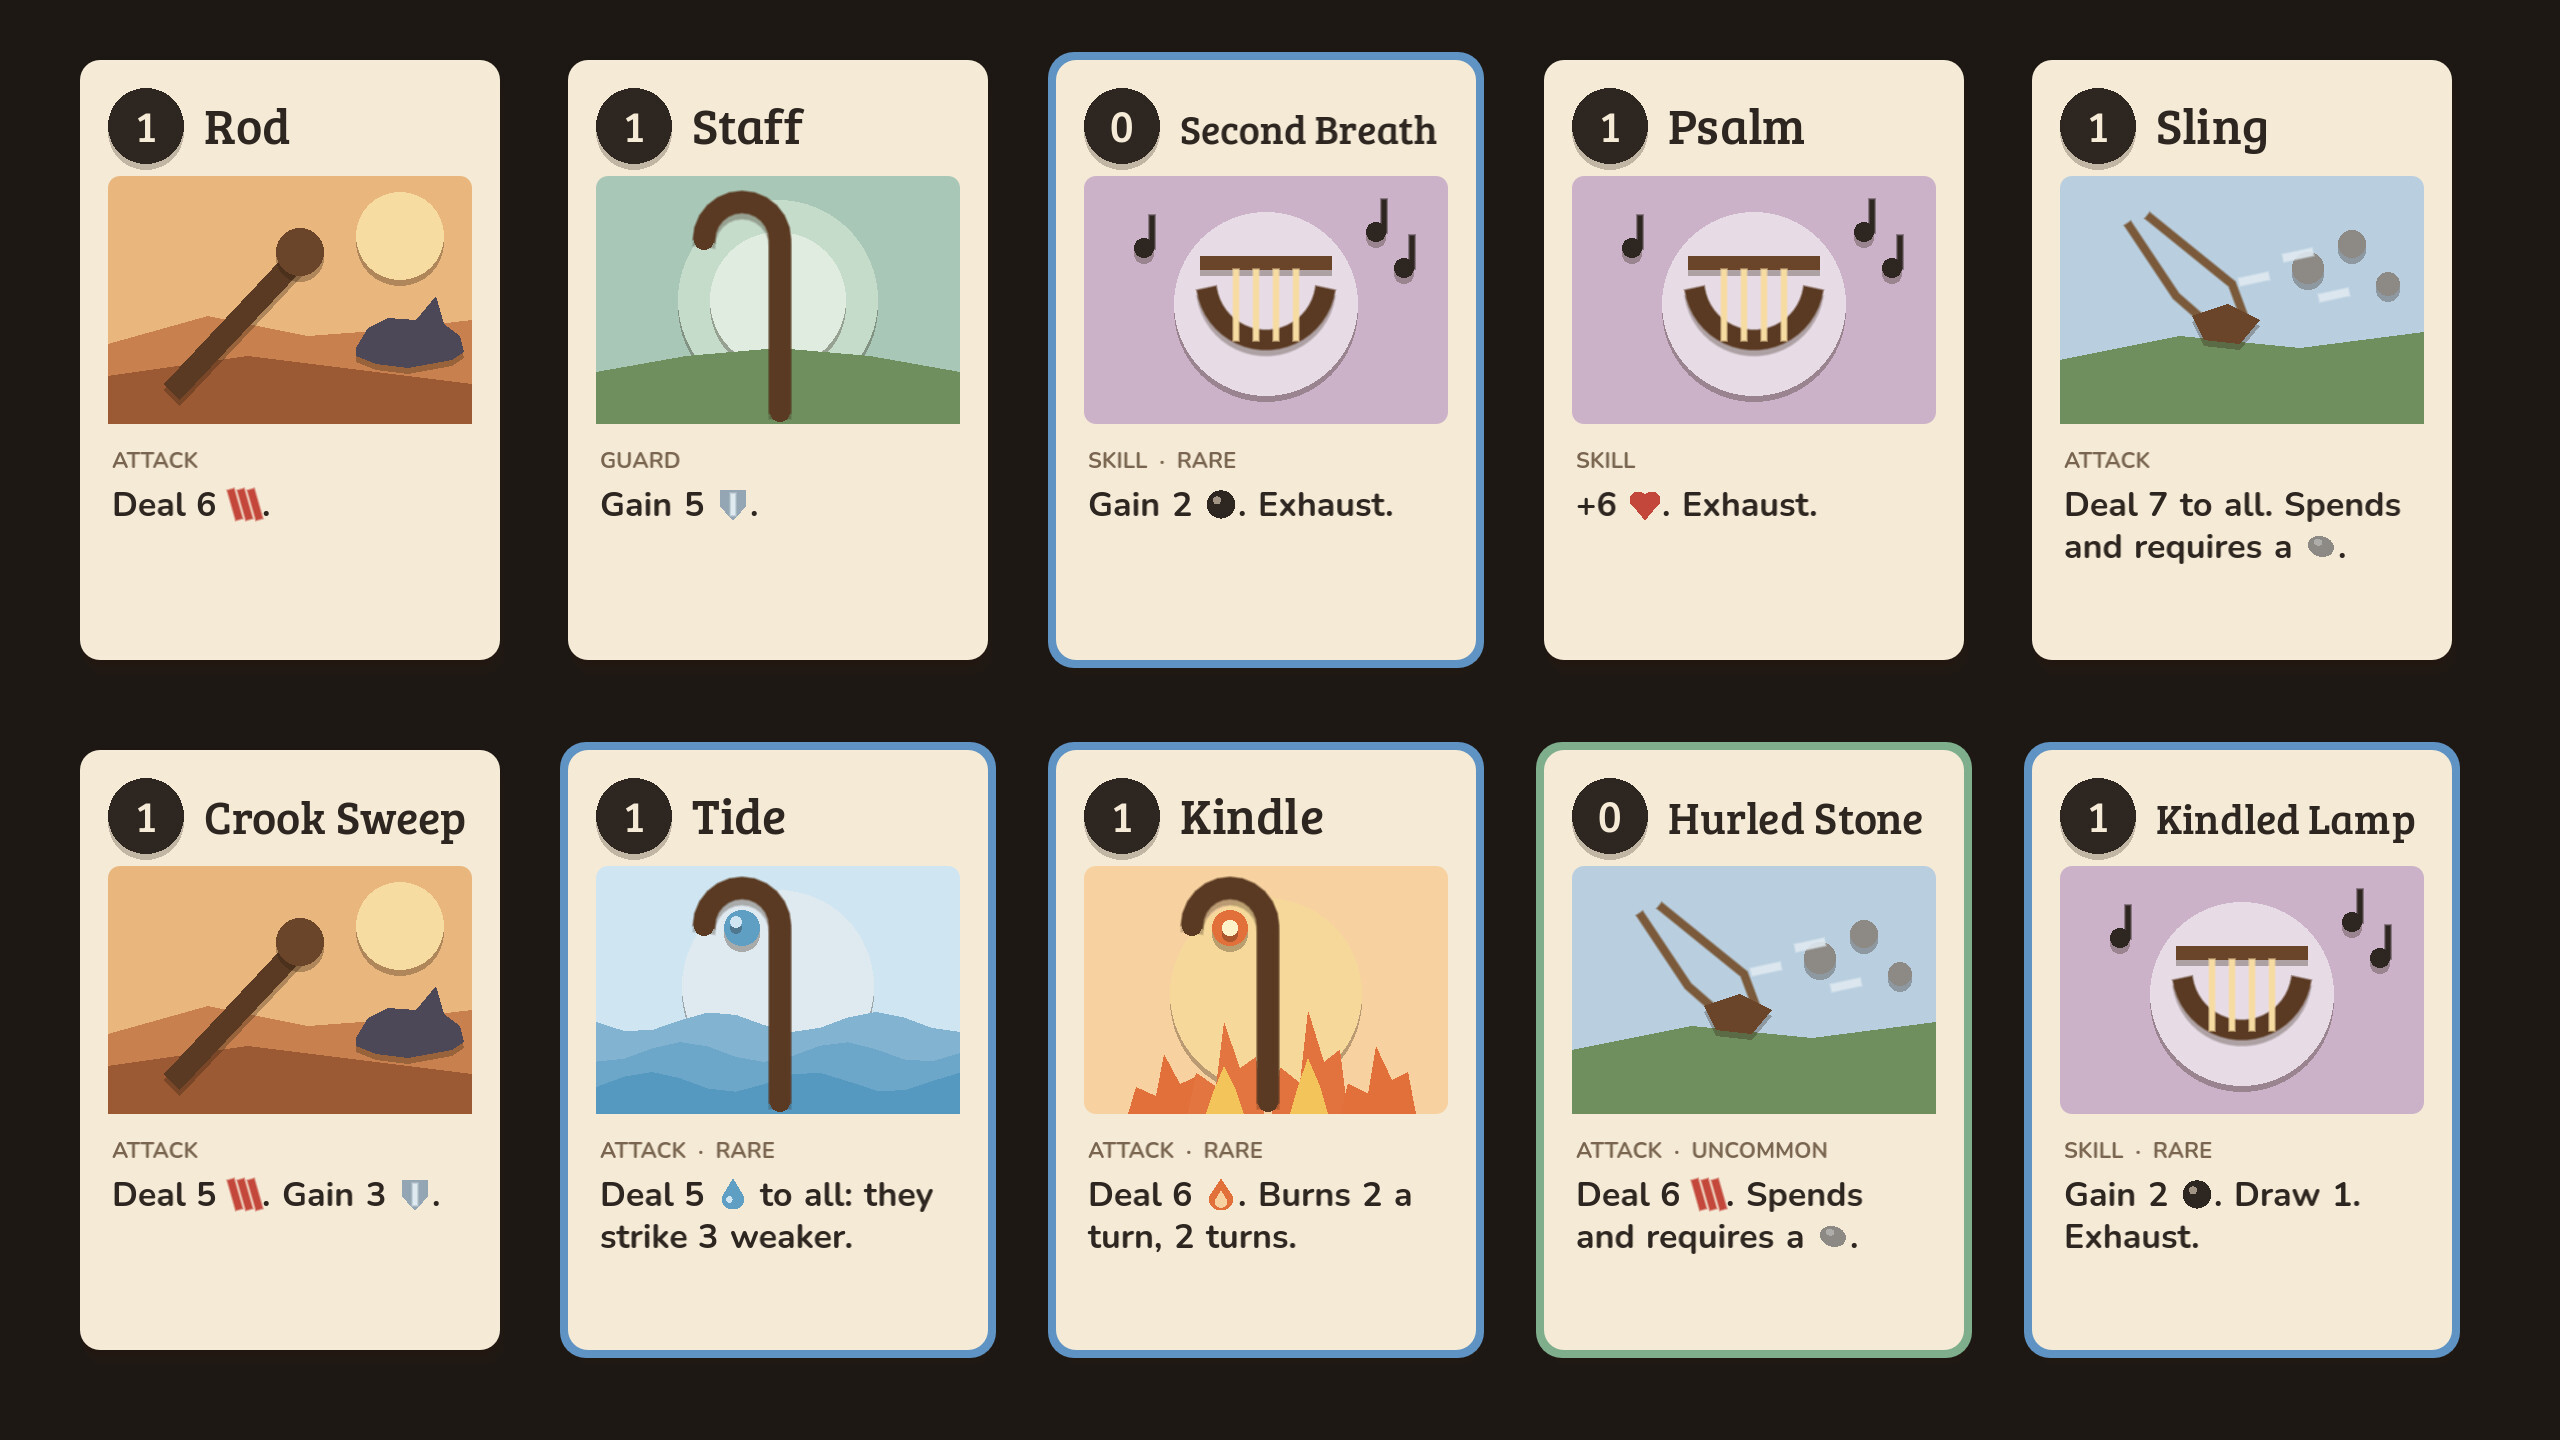 1 Rod
ATTACK
Deal 6 .
1 Staff
GUARD
Gain 5 .
0 Second Breath
SKILL · RARE
Gain 2 . Exhaust.
1 Psalm
SKILL
+6 . Exhaust.
1 Sling
ATTACK
Deal 7 to all. Spends
and requires a .
1 Crook Sweep
ATTACK
Deal 5 . Gain 3 .
1 Tide
ATTACK · RARE
Deal 5 to all: they
strike 3 weaker.
1 Kindle
ATTACK · RARE
Deal 6 . Burns 2 a
turn, 2 turns.
0 Hurled Stone
ATTACK · UNCOMMON
Deal 6 . Spends
and requires a .
1 Kindled Lamp
SKILL · RARE
Gain 2 . Draw 1.
Exhaust.